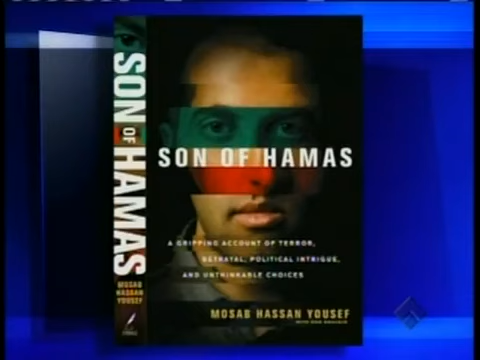 SON OF HAMAS
MOSAB
HASSAN
YOUSEF
SON OF HAMAS
A GRIPPING ACCOUNT OF TERROR,
BETRAYAL, POLITICAL INTRIGUE,
AND UNTHINKABLE CHOICES
MOSAB HASSAN YOUSEF